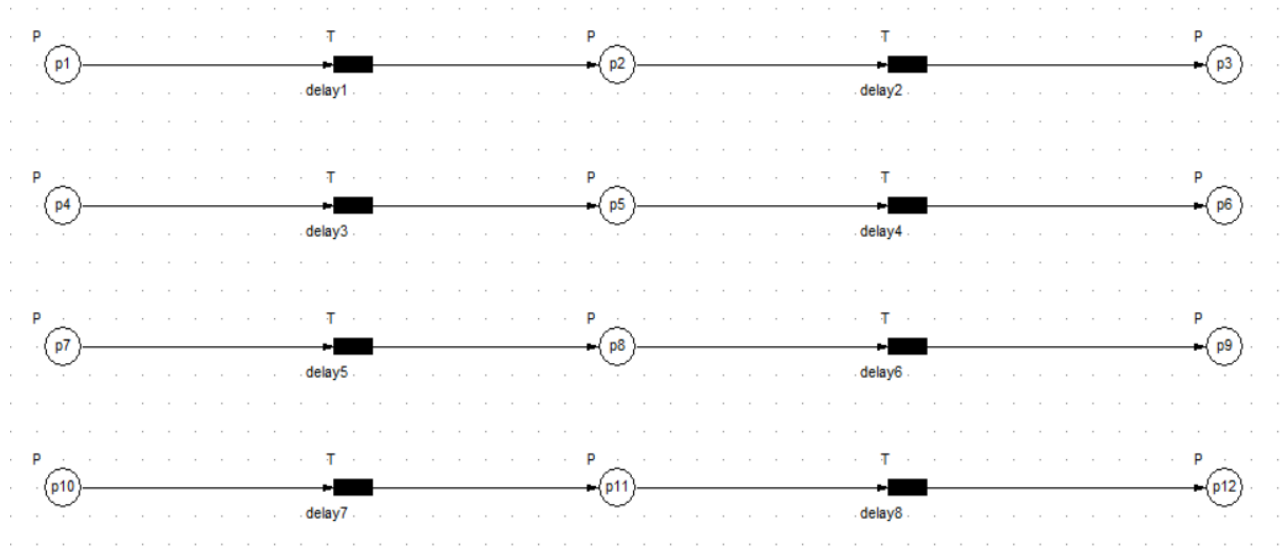 P T P T P
p1 p2 p3
delay1 delay2
P T P T P
p4 p5 p6
delay3 delay4
P T P T P
p7 p8 p9
delay5 delay6
P T P T P
p10 p11 p12
delay7 delay8